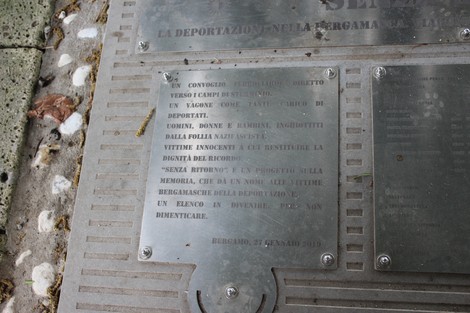 SENZA
LA DEPORTAZIONE NELLA BERGAMASCA
UN CONVOGLIO DIRETTO
VERSO I CAMPI DI
UN VAGONE COME TANTI CARICO DI
DEPORTATI.
UOMINI, DONNE E BAMBINI, INGHIOTTITI
DALLA FOLLIA NAZIFASCISTA.
VITTIME INNOCENTI A CUI RESTITUIRE LA
DIGNITÀ DEL RICORDO.
"SENZA RITORNO" È UN PROGETTO SULLA
MEMORIA, CHE DÀ UN NOME ALLE VITTIME
BERGAMASCHE DELLA DEPORTAZIONE.
UN ELENCO IN DIVENIRE, PER NON
DIMENTICARE.
BERGAMO, 27 GENNAIO